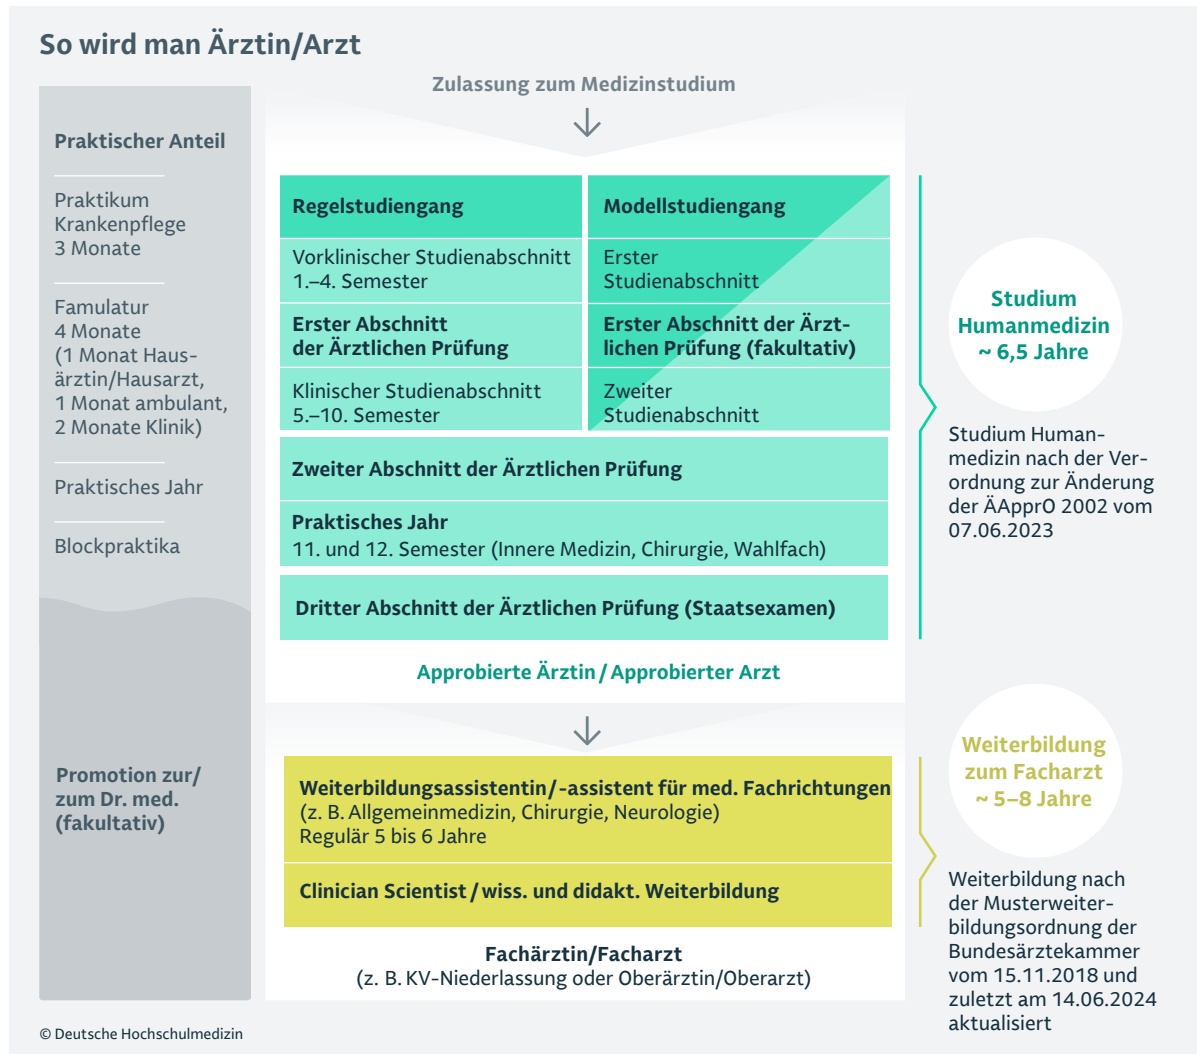 So wird man Ärztin/Arzt
Zulassung zum Medizinstudium
Praktischer Anteil
Praktikum
Krankenpflege
3 Monate
Famulatur
4 Monate
(1 Monat Haus-
ärztin/Hausarzt,
1 Monat ambulant,
2 Monate Klinik)
Praktisches Jahr
Blockpraktika
Promotion zur/
zum Dr. med.
(fakultativ)
Regelstudiengang
Vorklinischer Studienabschnitt
1.–4. Semester
Erster Abschnitt
der Ärztlichen Prüfung
Klinischer Studienabschnitt
5.–10. Semester
Modellstudiengang
Erster
Studienabschnitt
Erster Abschnitt der Ärzt-
lichen Prüfung (fakultativ)
Zweiter
Studienabschnitt
Zweiter Abschnitt der Ärztlichen Prüfung
Praktisches Jahr
11. und 12. Semester (Innere Medizin, Chirurgie, Wahlfach)
Dritter Abschnitt der Ärztlichen Prüfung (Staatsexamen)
Approbierte Ärztin / Approbierter Arzt
Studium
Humanmedizin
~ 6,5 Jahre
Studium Human-
medizin nach der Ver-
ordnung zur Änderung
der ÄApprO 2002 vom
07.06.2023
Weiterbildungsassistentin/-assistent für med. Fachrichtungen
(z. B. Allgemeinmedizin, Chirurgie, Neurologie)
Regulär 5 bis 6 Jahre
Clinician Scientist / wiss. und didakt. Weiterbildung
Fachärztin/Facharzt
(z. B. KV-Niederlassung oder Oberärztin/Oberarzt)
Weiterbildung
zum Facharzt
~ 5–8 Jahre
Weiterbildung nach
der Musterweiter-
bildungsordnung der
Bundesärztekammer
vom 15.11.2018 und
zuletzt am 14.06.2024
aktualisiert
© Deutsche Hochschulmedizin